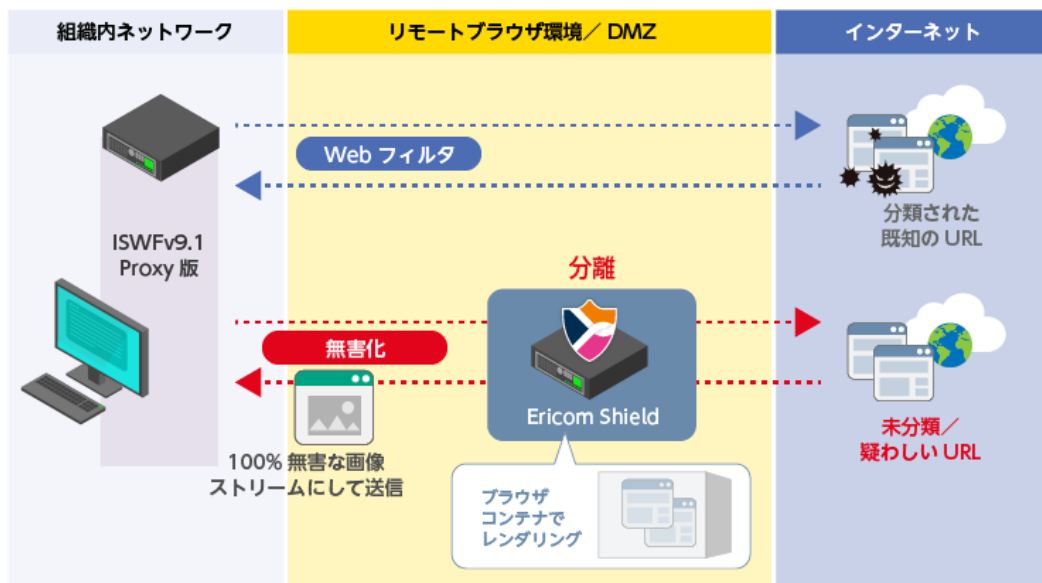 組織内ネットワーク
リモートブラウザ環境／DMZ
インターネット
Web フィルタ
ISWFv9.1
Proxy 版
分類された
既知の URL
分離
無害化
Ericom Shield
未分類／
疑わしい URL
100% 無害な画像
ストリームにして送信
ブラウザ
コンテナで
レンダリング